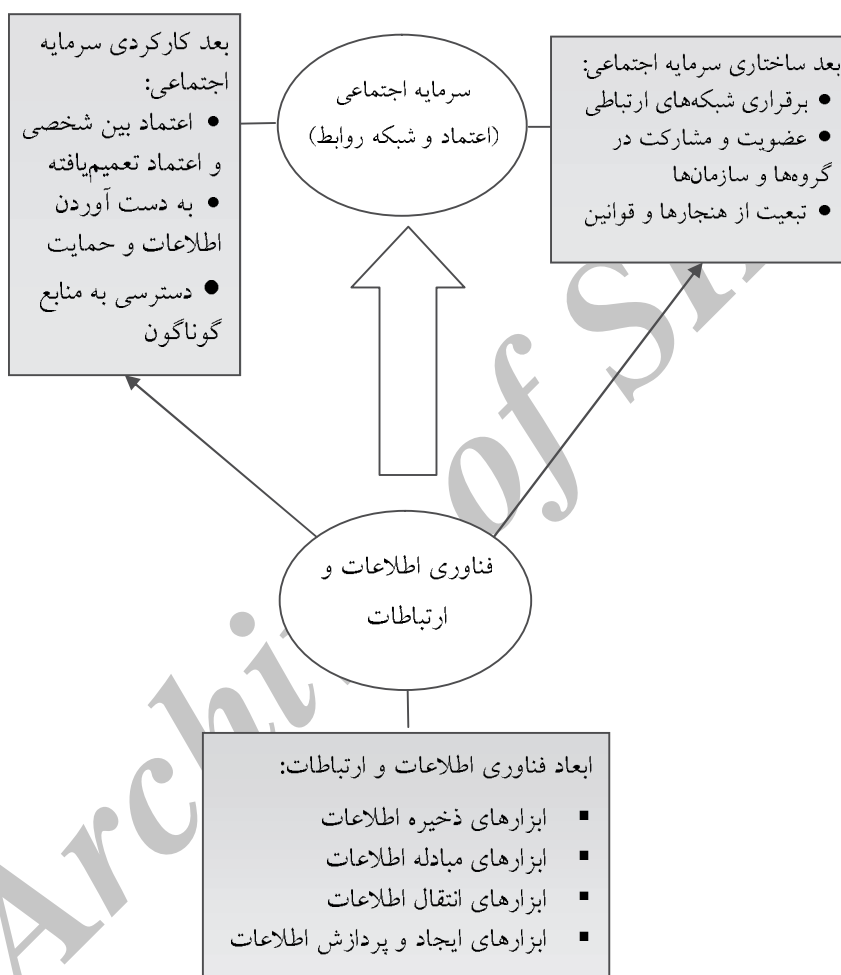 بعد ساختاری سرمایه اجتماعی:
● برقراری شبکه‌های ارتباطی
● عضویت و مشارکت در
گروه‌ها و سازمان‌ها
● تبعیت از هنجارها و قوانین
سرمایه اجتماعی
(اعتماد و شبکه روابط)
بعد کارکردی سرمایه
اجتماعی:
● اعتماد بین شخصی
و اعتماد تعمیم‌یافته
● به دست آوردن
اطلاعات و حمایت
● دسترسی به منابع
گوناگون
فناوری اطلاعات و
ارتباطات
ابعاد فناوری اطلاعات و ارتباطات:
▪ ابزارهای ذخیره اطلاعات
▪ ابزارهای مبادله اطلاعات
▪ ابزارهای انتقال اطلاعات
▪ ابزارهای ایجاد و پردازش اطلاعات
of